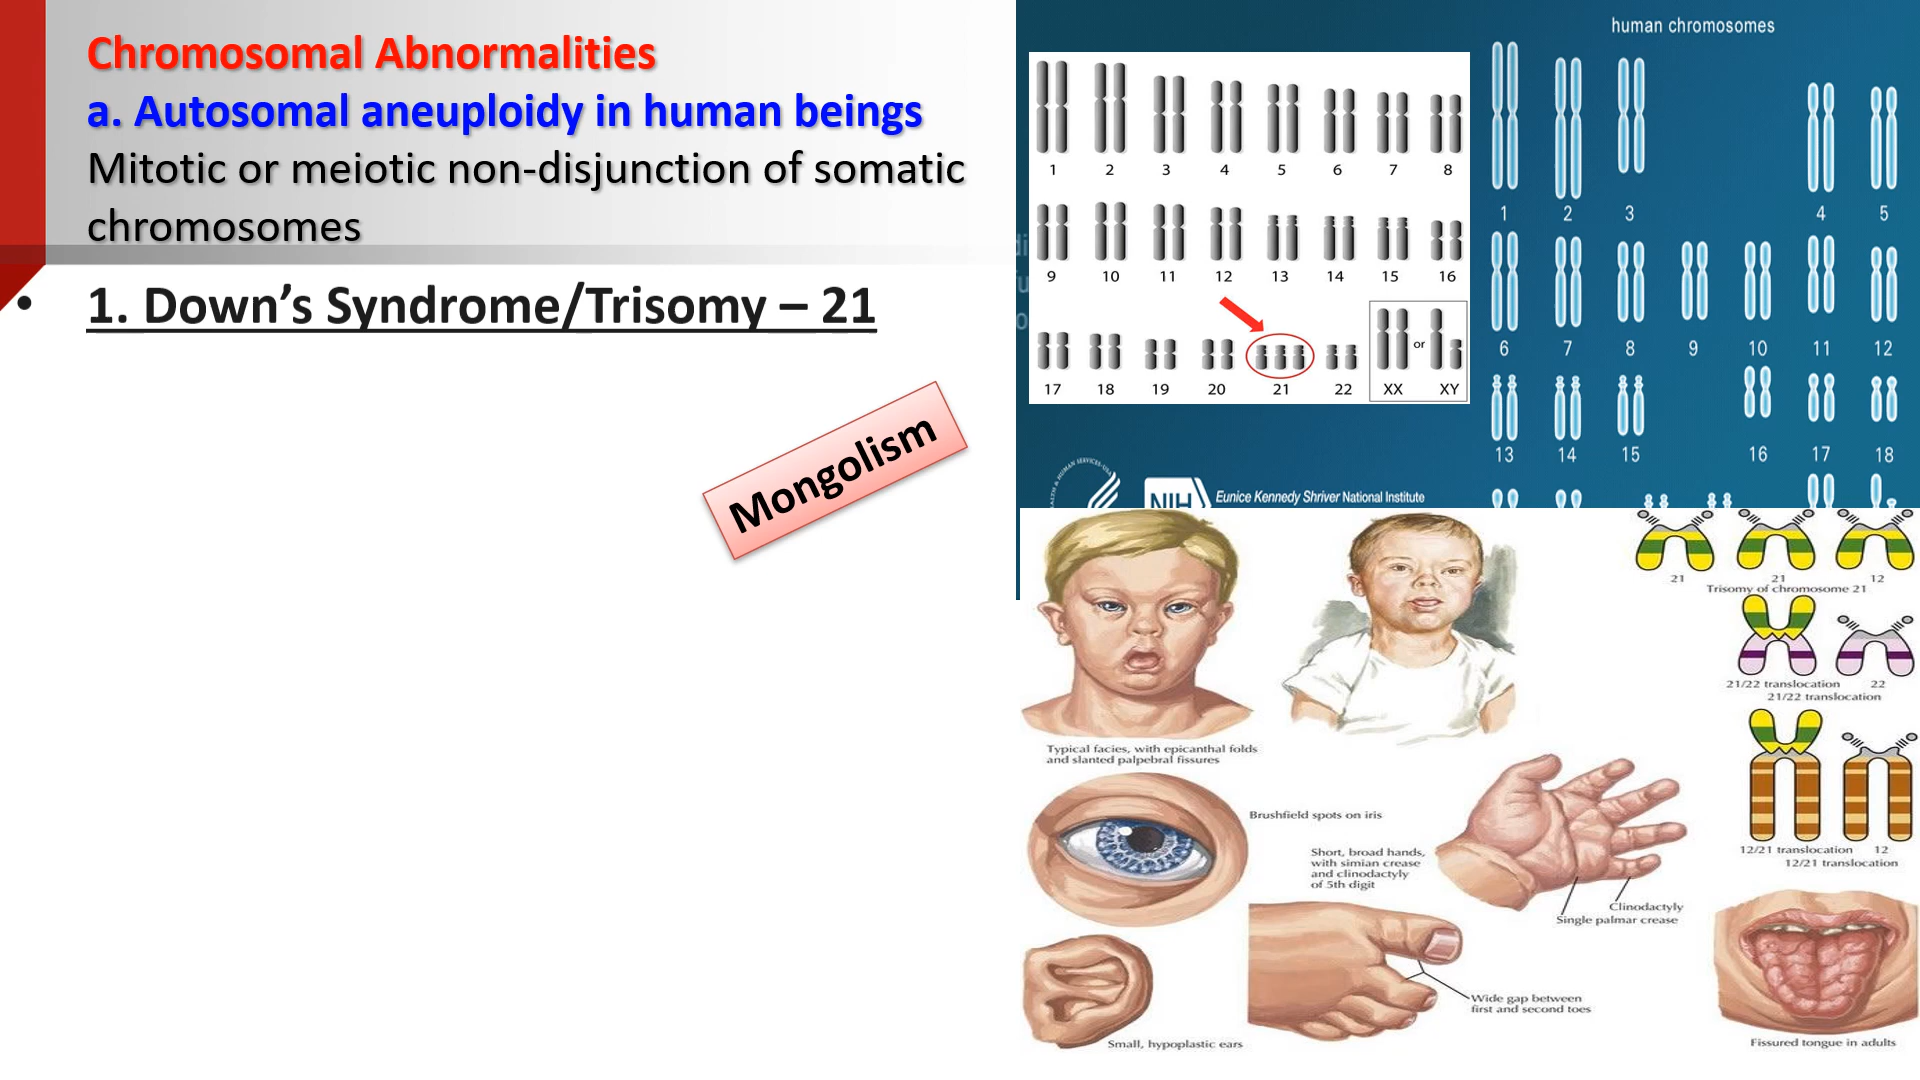 Chromosomal Abnormalities
a. Autosomal aneuploidy in human beings
Mitotic or meiotic non-disjunction of somatic
chromosomes
• 1. Down's Syndrome/Trisomy – 21
Mongolism
human chromosomes
1 2 3 4 5 6 7 8
9 10 11 12 13 14 15 16
17 18 19 20 21 22 XX or XY
1 2 3 4 5
6 7 8 9 10 11 12
13 14 15 16 17 18
NIH Eunice Kennedy Shriver National Institute
21 21 12
Trisomy of chromosome 21
21/22 translocation 22
21/22 translocation
12/21 translocation 12
12/21 translocation
Typical facies, with epicanthal folds
and slanted palpebral fissures
Brushfield spots on iris
Short, broad hands,
with simian crease
and clinodactyly
of 5th digit
Clinodactyly
Single palmar crease
Wide gap between
first and second toes
Small, hypoplastic ears
Fissured tongue in adults